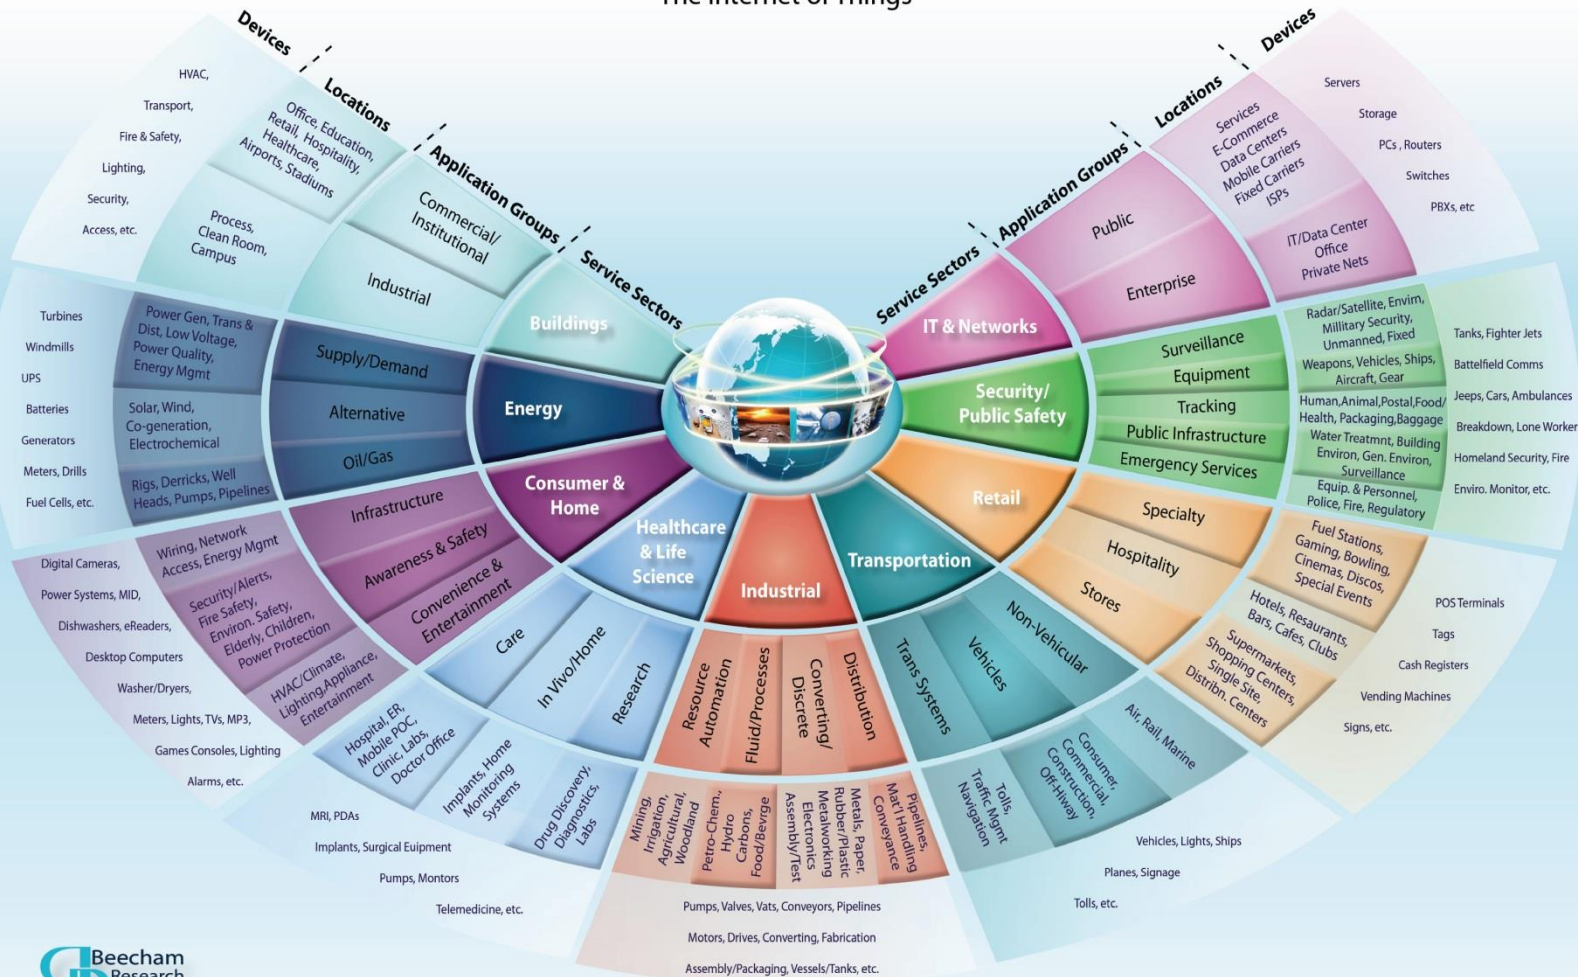 The Internet of Things
Devices
Locations
Application Groups
Service Sectors
Buildings
Commercial/
Institutional
Industrial
Office, Education,
Retail, Hospitality,
Healthcare,
Airports, Stadiums
Process,
Clean Room,
Campus
HVAC,
Transport,
Fire & Safety,
Lighting,
Security,
Access, etc.
Energy
Supply/Demand
Alternative
Oil/Gas
Power Gen, Trans &
Dist, Low Voltage,
Power Quality,
Energy Mgmt
Solar, Wind,
Co-generation,
Electrochemical
Rigs, Derricks, Well
Heads, Pumps, Pipelines
Turbines
Windmills
UPS
Batteries
Generators
Meters, Drills
Fuel Cells, etc.
Consumer &
Home
Infrastructure
Awareness & Safety
Convenience &
Entertainment
Wiring, Network
Access, Energy Mgmt
Security/Alerts,
Fire Safety,
Environ. Safety,
Elderly, Children,
Power Protection
HVAC/Climate,
Lighting,Appliance,
Entertainment
Digital Cameras,
Power Systems, MID,
Dishwashers, eReaders,
Desktop Computers
Washer/Dryers,
Meters, Lights, TVs, MP3,
Games Consoles, Lighting
Alarms, etc.
Healthcare
& Life
Science
Care
In Vivo/Home
Research
Hospital, ER,
Mobile POC,
Clinic, Labs,
Doctor Office
Implants, Home
Monitoring
Systems
Drug Discovery,
Diagnostics,
Labs
MRI, PDAs
Implants, Surgical Euipment
Pumps, Montors
Telemedicine, etc.
Industrial
Resource
Automation
Fluid/Processes
Converting/
Discrete
Distribution
Mining,
Irrigation,
Agricultural,
Woodland
Petro-Chem.,
Hydro
Carbons,
Food/Bevrge
Metals, Paper,
Rubber/Plastic
Metalworking
Electronics
Assembly/Test
Pipelines,
Mat'l Handling
Conveyance
Pumps, Valves, Vats, Conveyors, Pipelines
Motors, Drives, Converting, Fabrication
Assembly/Packaging, Vessels/Tanks, etc.
Transportation
Trans Systems
Vehicles
Non-Vehicular
Tolls,
Traffic Mgmt
Navigation
Consumer,
Commercial,
Construction,
Off-Hiway
Air, Rail, Marine
Vehicles, Lights, Ships
Planes, Signage
Tolls, etc.
Retail
Specialty
Hospitality
Stores
Fuel Stations,
Gaming, Bowling,
Cinemas, Discos,
Special Events
Hotels, Resaurants,
Bars, Cafes, Clubs
Supermarkets,
Shopping Centers,
Single Site,
Distribn. Centers
POS Terminals
Tags
Cash Registers
Vending Machines
Signs, etc.
Security/
Public Safety
Surveillance
Equipment
Tracking
Public Infrastructure
Emergency Services
Radar/Satellite, Envirn,
Millitary Security,
Unmanned, Fixed
Weapons, Vehicles, Ships,
Aircraft, Gear
Human,Animal,Postal,Food/
Health, Packaging,Baggage
Water Treatmnt, Building
Environ, Gen. Environ,
Surveillance
Equip. & Personnel,
Police, Fire, Regulatory
Tanks, Fighter Jets
Battelfield Comms
Jeeps, Cars, Ambulances
Breakdown, Lone Worker
Homeland Security, Fire
Enviro. Monitor, etc.
IT & Networks
Public
Enterprise
Services
E-Commerce
Data Centers
Mobile Carriers
Fixed Carriers
ISPs
IT/Data Center
Office
Private Nets
Servers
Storage
PCs , Routers
Switches
PBXs, etc
Service Sectors
Application Groups
Locations
Devices
Beecham
Research